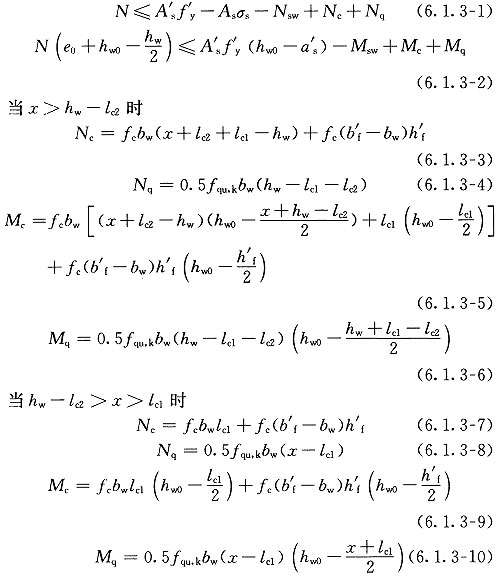 N ≤ A′sf′y − Asσs − Nsw + Nc + Nq (6.1.3-1)
N(e0 + hw0 − hw/2) ≤ A′sf′y (hw0 − a′s) − Msw + Mc + Mq
(6.1.3-2)
当 x > hw − lc2 时
Nc = fcbw(x + lc2 + lc1 − hw) + fc(b′f − bw)h′f
(6.1.3-3)
Nq = 0.5fqu,kbw(hw − lc1 − lc2) (6.1.3-4)
Mc = fcbw[(x + lc2 − hw)(hw0 − (x + hw − lc2)/2) + lc1(hw0 − lc1/2)]
+ fc(b′f − bw)h′f(hw0 − h′f/2)
(6.1.3-5)
Mq = 0.5fqu,kbw(hw − lc1 − lc2)(hw0 − (hw + lc1 − lc2)/2)
(6.1.3-6)
当 hw − lc2 > x > lc1 时
Nc = fcbwlc1 + fc(b′f − bw)h′f (6.1.3-7)
Nq = 0.5fqu,kbw(x − lc1) (6.1.3-8)
Mc = fcbwlc1(hw0 − lc1/2) + fc(b′f − bw)h′f(hw0 − h′f/2)
(6.1.3-9)
Mq = 0.5fqu,kbw(x − lc1)(hw0 − (x + lc1)/2) (6.1.3-10)